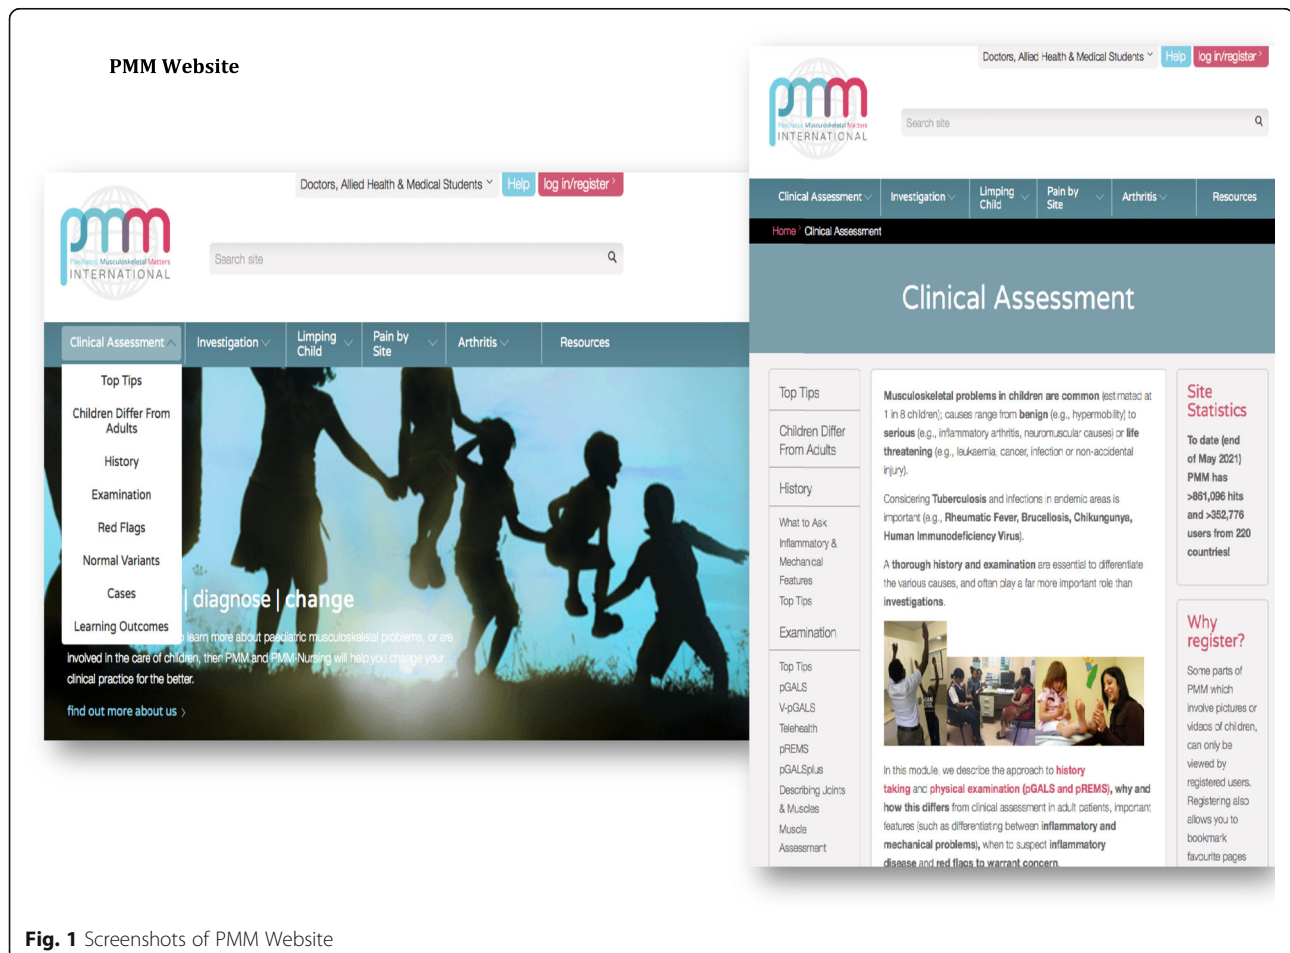 PMM Website
Doctors, Allied Health & Medical Students
Help
log in/register
pmm
Paediatric Musculoskeletal Matters
INTERNATIONAL
Search site
Clinical Assessment
Investigation
Limping
Child
Pain by
Site
Arthritis
Resources
Top Tips
Children Differ From
Adults
History
Examination
Red Flags
Normal Variants
Cases
Learning Outcomes
| diagnose | change
learn more about paediatric musculoskeletal problems, or are
involved in the care of children, then PMM and PMM-Nursing will help you change your
clinical practice for the better.
find out more about us >
Doctors, Allied Health & Medical Students
Help
log in/register
pmm
Paediatric Musculoskeletal Matters
INTERNATIONAL
Search site
Clinical Assessment
Investigation
Limping
Child
Pain by
Site
Arthritis
Resources
Home > Clinical Assessment
Clinical Assessment
Top Tips
Children Differ
From Adults
History
What to Ask
Inflammatory &
Mechanical
Features
Top Tips
Examination
Top Tips
pGALS
V-pGALS
Telehealth
pREMS
pGALSplus
Describing Joints
& Muscles
Muscle
Assessment
Musculoskeletal problems in children are common (estimated at
1 in 8 children); causes range from benign (e.g., hypermobility) to
serious (e.g., inflammatory arthritis, neuromuscular causes) or life
threatening (e.g., leukaemia, cancer, infection or non-accidental
injury).
Considering Tuberculosis and infections in endemic areas is
important (e.g., Rheumatic Fever, Brucellosis, Chikungunya,
Human Immunodeficiency Virus).
A thorough history and examination are essential to differentiate
the various causes, and often play a far more important role than
investigations.
In this module, we describe the approach to history
taking and physical examination (pGALS and pREMS), why and
how this differs from clinical assessment in adult patients, important
features (such as differentiating between inflammatory and
mechanical problems), when to suspect inflammatory
disease and red flags to warrant concern.
Site
Statistics
To date (end
of May 2021)
PMM has
>861,096 hits
and >352,776
users from 220
countries!
Why
register?
Some parts of
PMM which
involve pictures or
videos of children,
can only be
viewed by
registered users.
Registering also
allows you to
bookmark
favourite pages
Fig. 1 Screenshots of PMM Website